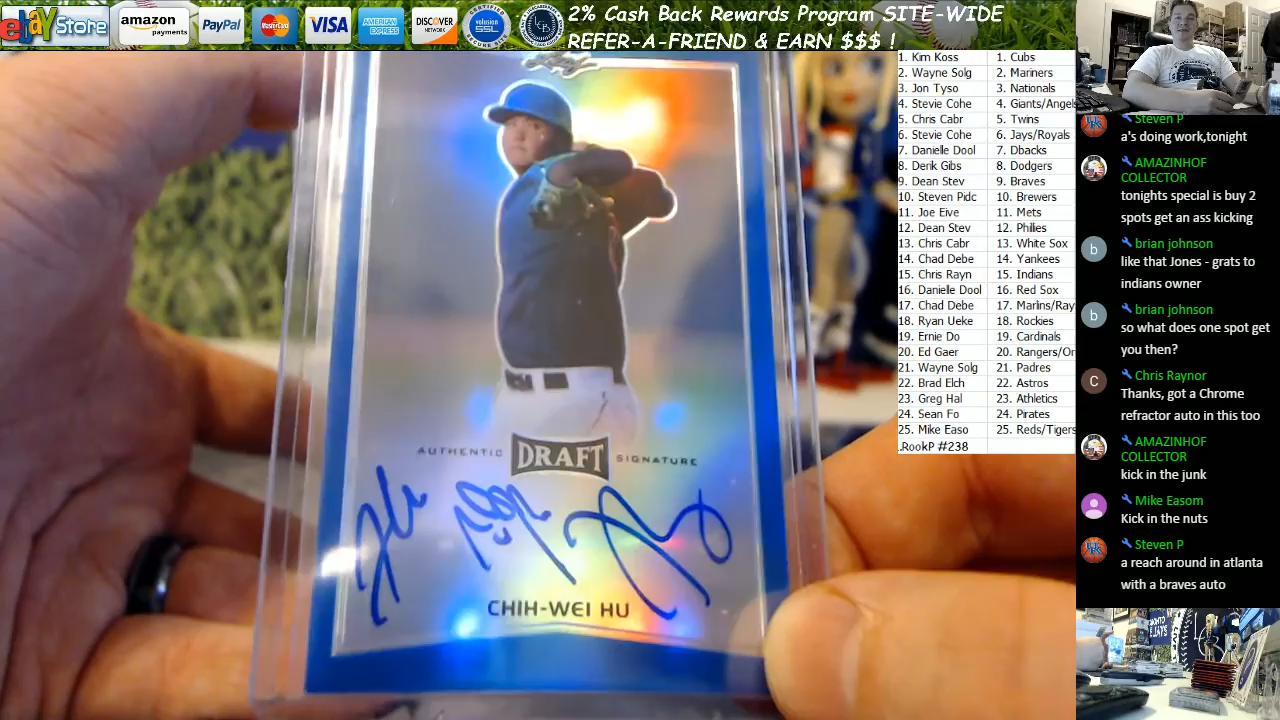 ebay Store
amazon payments
PayPal
MasterCard
VISA
AMERICAN EXPRESS
DISCOVER NETWORK
volusion SSL
2% Cash Back Rewards Program SITE-WIDE
REFER-A-FRIEND & EARN $$$ !
1. Kim Koss 1. Cubs
2. Wayne Solg 2. Mariners
3. Jon Tyso 3. Nationals
4. Stevie Cohe 4. Giants/Angels
5. Chris Cabr 5. Twins
6. Stevie Cohe 6. Jays/Royals
7. Danielle Dool 7. Dbacks
8. Derik Gibs 8. Dodgers
9. Dean Stev 9. Braves
10. Steven Pidc 10. Brewers
11. Joe Eive 11. Mets
12. Dean Stev 12. Philies
13. Chris Cabr 13. White Sox
14. Chad Debe 14. Yankees
15. Chris Rayn 15. Indians
16. Danielle Dool 16. Red Sox
17. Chad Debe 17. Marlins/Ray
18. Ryan Ueke 18. Rockies
19. Ernie Do 19. Cardinals
20. Ed Gaer 20. Rangers/Or
21. Wayne Solg 21. Padres
22. Brad Elch 22. Astros
23. Greg Hal 23. Athletics
24. Sean Fo 24. Pirates
25. Mike Easo 25. Reds/Tigers
.RookP #238
Steven P
a's doing work,tonight
AMAZINHOF
COLLECTOR
tonights special is buy 2
spots get an ass kicking
b brian johnson
like that Jones - grats to
indians owner
b brian johnson
so what does one spot get
you then?
C Chris Raynor
Thanks, got a Chrome
refractor auto in this too
AMAZINHOF
COLLECTOR
kick in the junk
Mike Easom
Kick in the nuts
Steven P
a reach around in atlanta
with a braves auto
AUTHENTIC DRAFT SIGNATURE
CHIH-WEI HU